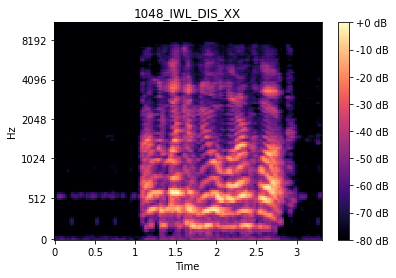 1048_IWL_DIS_XX
8192
4096
2048
1024
512
0
Hz
0 0.5 1 1.5 2 2.5 3
Time
+0 dB
-10 dB
-20 dB
-30 dB
-40 dB
-50 dB
-60 dB
-70 dB
-80 dB